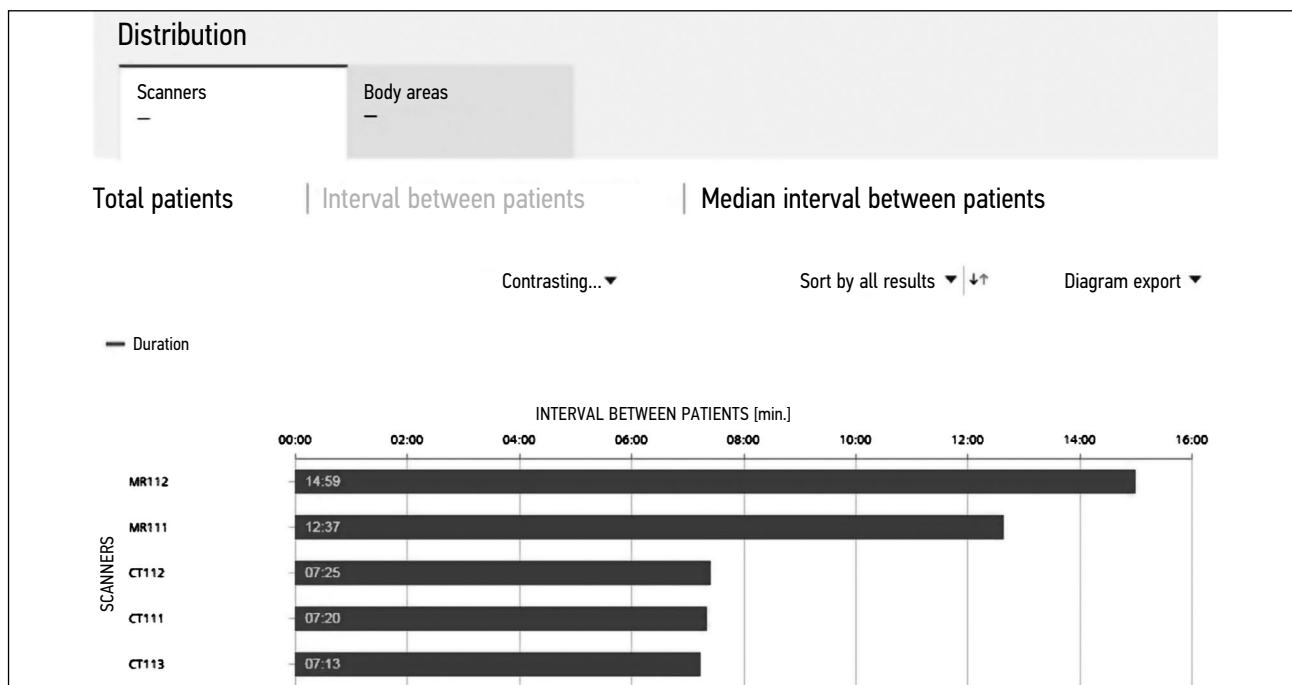 Distribution
Scanners
Body areas
–
–
Total patients
Interval between patients
Median interval between patients
Contrasting...
Sort by all results
Diagram export
Duration
INTERVAL BETWEEN PATIENTS [min.]
00:00 02:00 04:00 06:00 08:00 10:00 12:00 14:00 16:00
SCANNERS
MR112 14:59
MR111 12:37
CT112 07:25
CT111 07:20
CT113 07:13